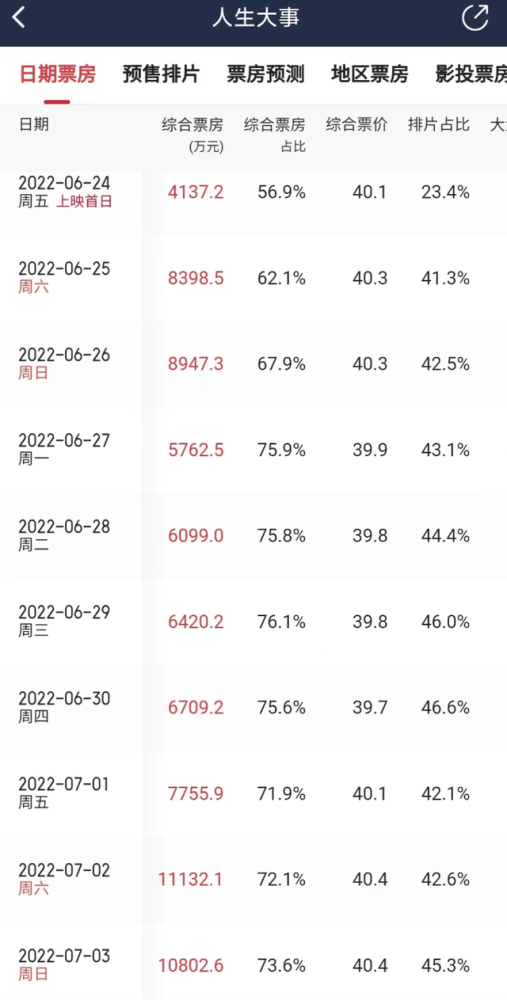 人生大事
日期票房 预售排片 票房预测 地区票房 影投票房
日期 综合票房 综合票房 综合票价 排片占比 大
(万元) 占比
2022-06-24 4137.2 56.9% 40.1 23.4%
周五 上映首日
2022-06-25 8398.5 62.1% 40.3 41.3%
周六
2022-06-26 8947.3 67.9% 40.3 42.5%
周日
2022-06-27 5762.5 75.9% 39.9 43.1%
周一
2022-06-28 6099.0 75.8% 39.8 44.4%
周二
2022-06-29 6420.2 76.1% 39.8 46.0%
周三
2022-06-30 6709.2 75.6% 39.7 46.6%
周四
2022-07-01 7755.9 71.9% 40.1 42.1%
周五
2022-07-02 11132.1 72.1% 40.4 42.6%
周六
2022-07-03 10802.6 73.6% 40.4 45.3%
周日